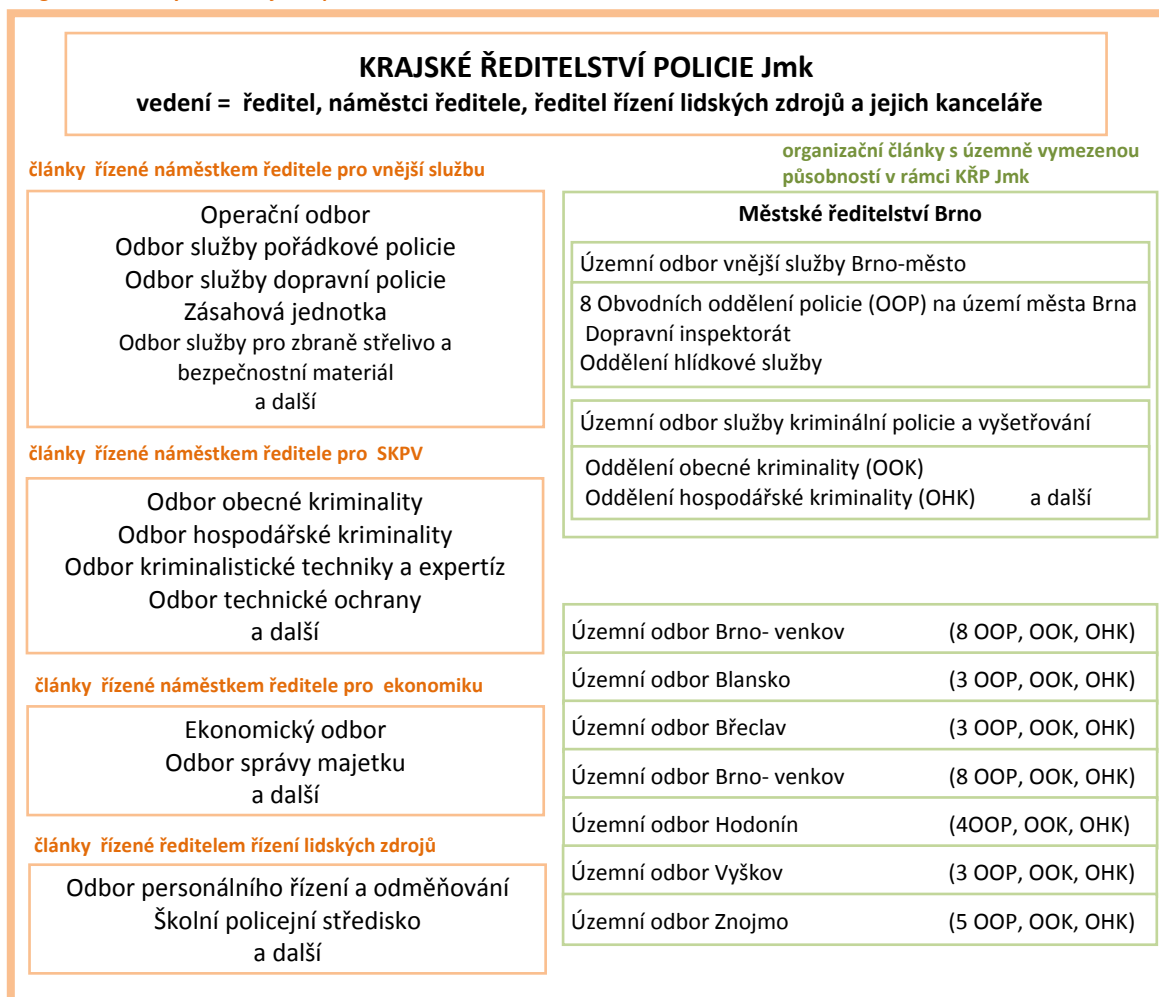 KRAJSKÉ ŘEDITELSTVÍ POLICIE Jmk
vedení = ředitel, náměstci ředitele, ředitel řízení lidských zdrojů a jejich kanceláře
články řízené náměstkem ředitele pro vnější službu
Operační odbor
Odbor služby pořádkové policie
Odbor služby dopravní policie
Zásahová jednotka
Odbor služby pro zbraně střelivo a
bezpečnostní materiál
a další
články řízené náměstkem ředitele pro SKPV
Odbor obecné kriminality
Odbor hospodářské kriminality
Odbor kriminalistické techniky a expertíz
Odbor technické ochrany
a další
články řízené náměstkem ředitele pro ekonomiku
Ekonomický odbor
Odbor správy majetku
a další
články řízené ředitelem řízení lidských zdrojů
Odbor personálního řízení a odměňování
Školní policejní středisko
a další
organizační články s územně vymezenou
působností v rámci KŘP Jmk
Městské ředitelství Brno
Územní odbor vnější služby Brno-město
8 Obvodních oddělení policie (OOP) na území města Brna
Dopravní inspektorát
Oddělení hlídkové služby
Územní odbor služby kriminální policie a vyšetřování
Oddělení obecné kriminality (OOK)
Oddělení hospodářské kriminality (OHK) a další
Územní odbor Brno- venkov (8 OOP, OOK, OHK)
Územní odbor Blansko (3 OOP, OOK, OHK)
Územní odbor Břeclav (3 OOP, OOK, OHK)
Územní odbor Brno- venkov (8 OOP, OOK, OHK)
Územní odbor Hodonín (4OOP, OOK, OHK)
Územní odbor Vyškov (3 OOP, OOK, OHK)
Územní odbor Znojmo (5 OOP, OOK, OHK)